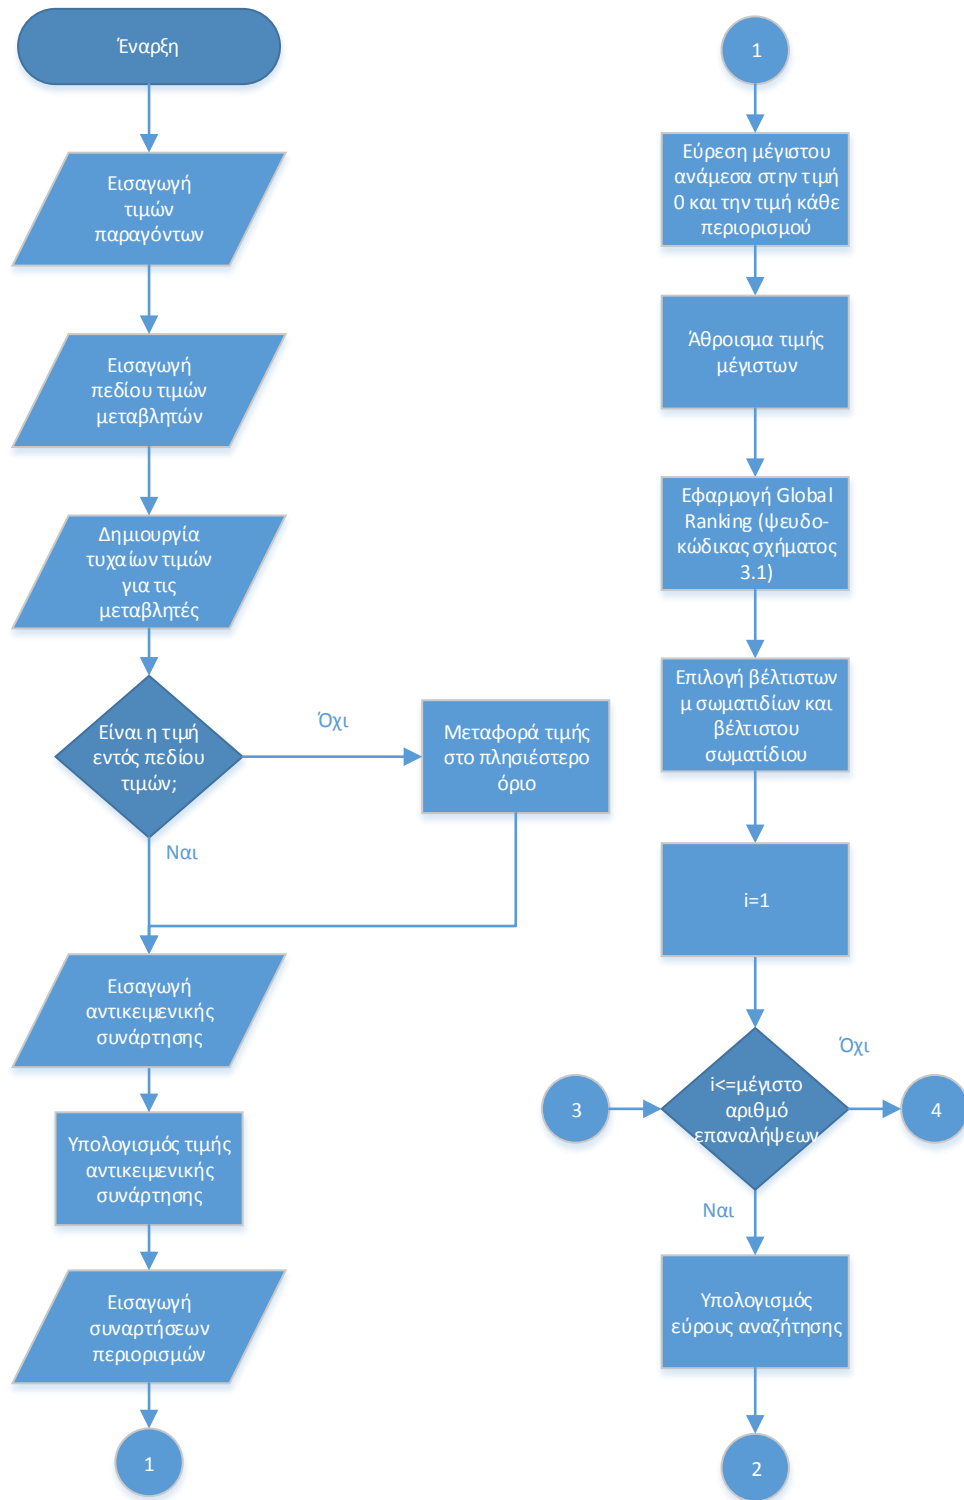 Έναρξη
Εισαγωγή
τιμών
παραγόντων
Εισαγωγή
πεδίου τιμών
μεταβλητών
Δημιουργία
τυχαίων τιμών
για τις
μεταβλητές
Είναι η τιμή
εντός πεδίου
τιμών;
Όχι
Μεταφορά τιμής
στο πλησιέστερο
όριο
Ναι
Εισαγωγή
αντικειμενικής
συνάρτησης
Υπολογισμός τιμής
αντικειμενικής
συνάρτησης
Εισαγωγή
συναρτήσεων
περιορισμών
1
1
Εύρεση μέγιστου
ανάμεσα στην τιμή
0 και την τιμή κάθε
περιορισμού
Άθροισμα τιμής
μέγιστων
Εφαρμογή Global
Ranking (ψευδο-
κώδικας σχήματος
3.1)
Επιλογή βέλτιστων
μ σωματιδίων και
βέλτιστου
σωματίδιου
i=1
3
i<=μέγιστο
αριθμό
επαναλήψεων
Όχι
4
Ναι
Υπολογισμός
εύρους αναζήτησης
2